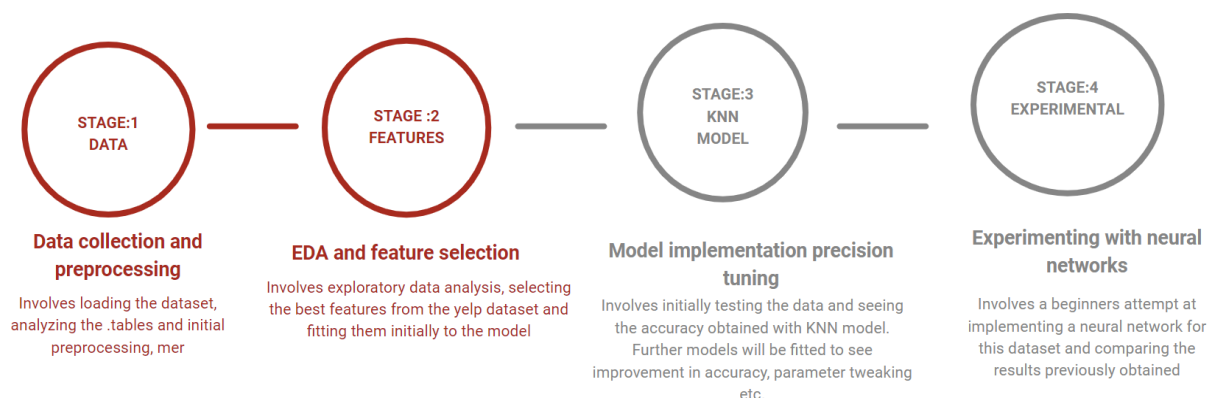 STAGE:1
DATA
Data collection and
preprocessing
Involves loading the dataset,
analyzing the .tables and initial
preprocessing, mer
STAGE :2
FEATURES
EDA and feature selection
Involves exploratory data analysis, selecting
the best features from the yelp dataset and
fitting them initially to the model
STAGE:3
KNN
MODEL
Model implementation precision
tuning
Involves initially testing the data and seeing
the accuracy obtained with KNN model.
Further models will be fitted to see
improvement in accuracy, parameter tweaking
etc
STAGE:4
EXPERIMENTAL
Experimenting with neural
networks
Involves a beginners attempt at
implementing a neural network for
this dataset and comparing the
results previously obtained